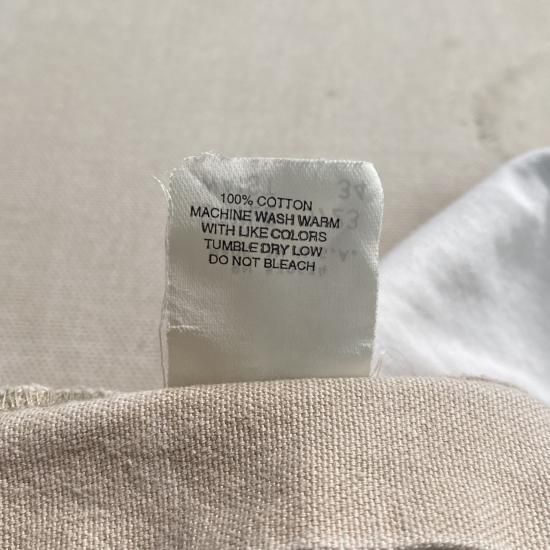 100% COTTON
MACHINE WASH WARM
WITH LIKE COLORS
TUMBLE DRY LOW
DO NOT BLEACH